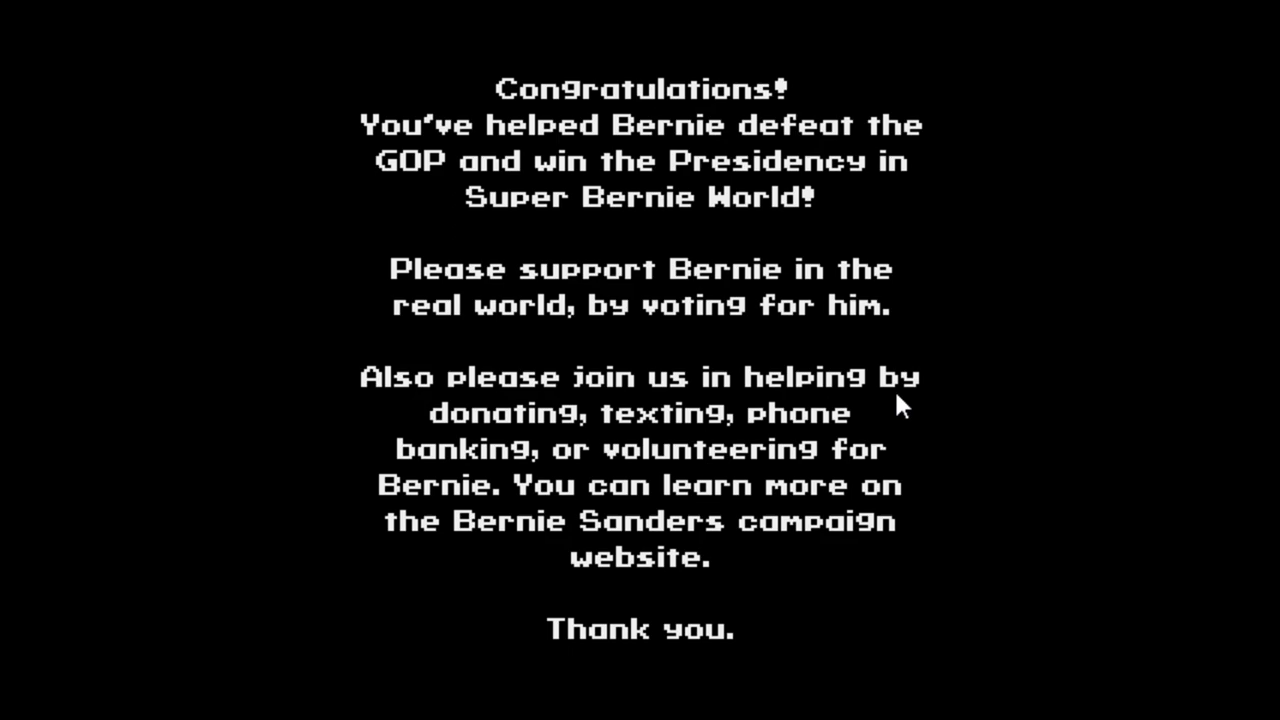 Congratulations!
You've helped Bernie defeat the
GOP and win the Presidency in
Super Bernie World!
Please support Bernie in the
real world, by voting for him.
Also please join us in helping by
donating, texting, phone
banking, or volunteering for
Bernie. You can learn more on
the Bernie Sanders campaign
website.
Thank you.